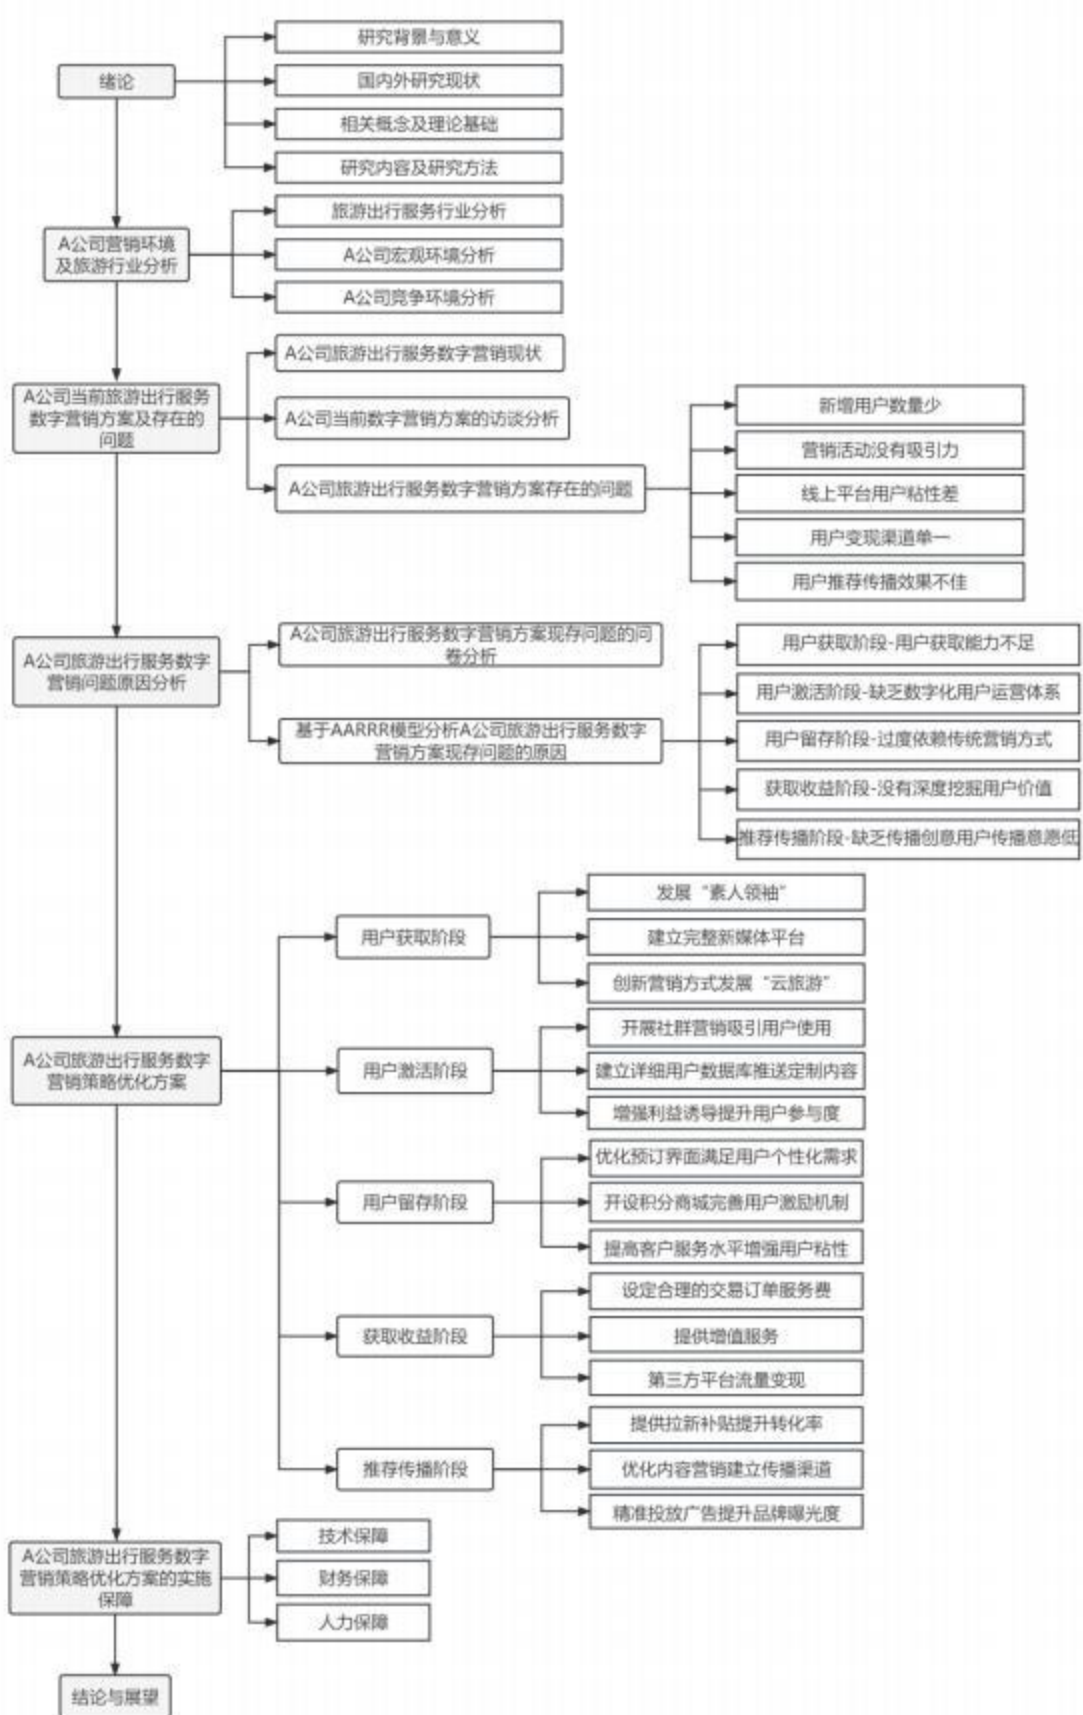 绪论
研究背景与意义
国内外研究现状
相关概念及理论基础
研究内容及研究方法
A公司营销环境
及旅游行业分析
旅游出行服务行业分析
A公司宏观环境分析
A公司竞争环境分析
A公司当前旅游出行服务
数字营销方案及存在的
问题
A公司旅游出行服务数字营销现状
A公司当前数字营销方案的访谈分析
A公司旅游出行服务数字营销方案存在的问题
新增用户数量少
营销活动没有吸引力
线上平台用户粘性差
用户变现渠道单一
用户推荐传播效果不佳
A公司旅游出行服务数字
营销问题原因分析
A公司旅游出行服务数字营销方案现存问题的问
卷分析
基于AARRR模型分析A公司旅游出行服务数字
营销方案现存问题的原因
用户获取阶段-用户获取能力不足
用户激活阶段-缺乏数字化用户运营体系
用户留存阶段-过度依赖传统营销方式
获取收益阶段-没有深度挖掘用户价值
推荐传播阶段-缺乏传播创意用户传播意愿低
A公司旅游出行服务数字
营销策略优化方案
用户获取阶段
发展“素人领袖”
建立完整新媒体平台
创新营销方式发展“云旅游”
用户激活阶段
开展社群营销吸引用户使用
建立详细用户数据库推送定制内容
增强利益诱导提升用户参与度
用户留存阶段
优化预订界面满足用户个性化需求
开设积分商城完善用户激励机制
提高客户服务水平增强用户粘性
获取收益阶段
设定合理的交易订单服务费
提供增值服务
第三方平台流量变现
推荐传播阶段
提供拉新补贴提升转化率
优化内容营销建立传播渠道
精准投放广告提升品牌曝光度
A公司旅游出行服务数字
营销策略优化方案的实施
保障
技术保障
财务保障
人力保障
结论与展望